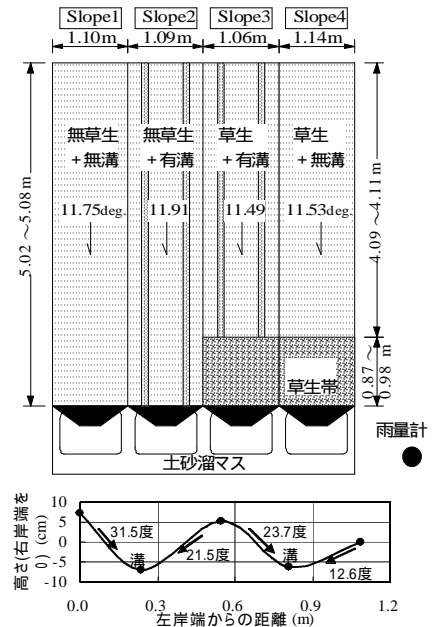 Slope1 Slope2 Slope3 Slope4
1.10m 1.09m 1.06m 1.14m
無草生 無草生 草生 草生
+無溝 +有溝 +有溝 +無溝
11.75deg. 11.91 11.49 11.53deg.
5.02～5.08m
4.09～4.11m
0.87～
0.98 m
草生帯
雨量計
土砂溜マス
高さ右岸端を
0) (cm)
10
5
0
-5
-10
31.5度 溝 21.5度 23.7度 溝 12.6度
0.0 0.3 0.6 0.9 1.2
左岸端からの距離 (m)